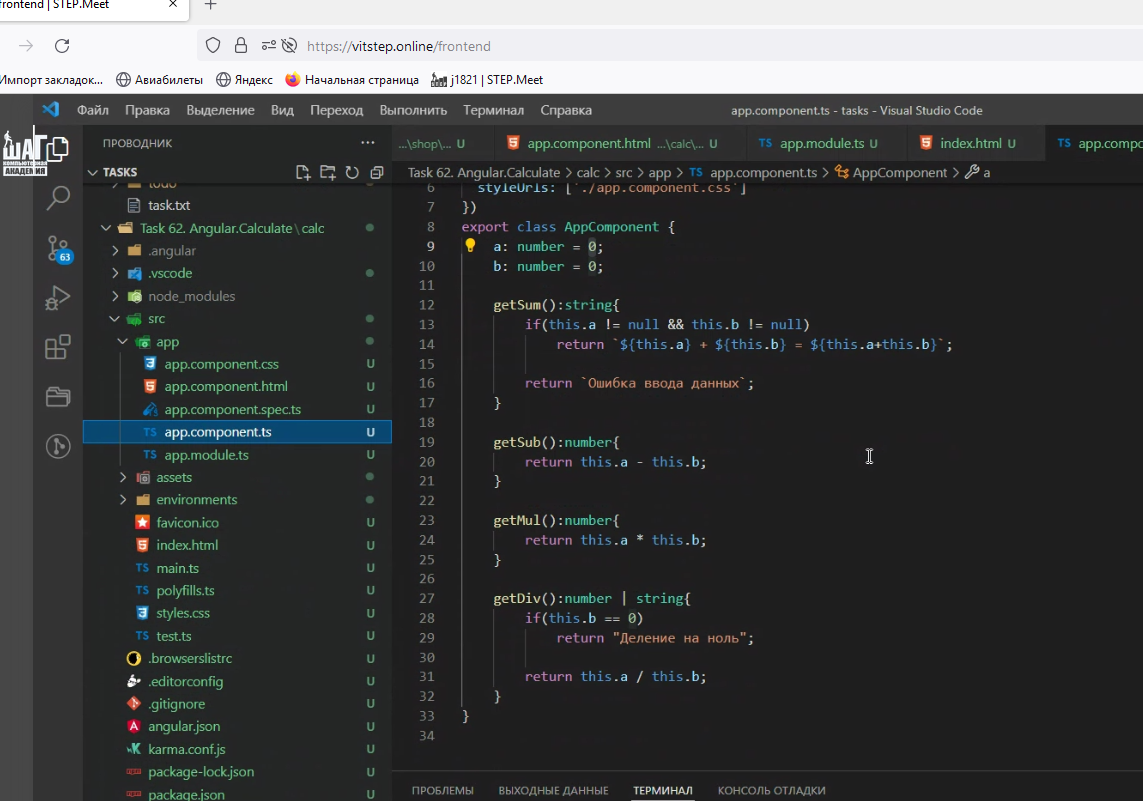 frontend | STEP.Meet
https://vitstep.online/frontend
Импорт закладок...
Авиабилеты
Яндекс
Начальная страница
j1821 | STEP.Meet
Файл
Правка
Выделение
Вид
Переход
Выполнить
Терминал
Справка
app.component.ts - tasks - Visual Studio Code
ШАГ
КОМПЬЮТЕРНАЯ
АКАДЕМИЯ
63
ПРОВОДНИК
TASKS
todo
task.txt
Task 62. Angular.Calculate \ calc
.angular
.vscode
node_modules
src
app
app.component.css U
app.component.html U
app.component.spec.ts U
app.component.ts U
app.module.ts U
assets
environments
favicon.ico U
index.html U
main.ts U
polyfills.ts U
styles.css U
test.ts U
.browserslistrc U
.editorconfig U
.gitignore U
angular.json U
karma.conf.js U
package-lock.json U
package.json U
...\shop\... U
app.component.html ...\calc\... U
TS app.module.ts U
index.html U
TS app.compo
Task 62. Angular.Calculate > calc > src > app > TS app.component.ts > AppComponent > a
6 styleUrls: ['./app.component.css']
7 })
8 export class AppComponent {
9 a: number = 0;
10 b: number = 0;
11
12 getSum():string{
13 if(this.a != null && this.b != null)
14 return `${this.a} + ${this.b} = ${this.a+this.b}`;
15
16 return `Ошибка ввода данных`;
17 }
18
19 getSub():number{
20 return this.a - this.b;
21 }
22
23 getMul():number{
24 return this.a * this.b;
25 }
26
27 getDiv():number | string{
28 if(this.b == 0)
29 return "Деление на ноль";
30
31 return this.a / this.b;
32 }
33 }
34
ПРОБЛЕМЫ
ВЫХОДНЫЕ ДАННЫЕ
ТЕРМИНАЛ
КОНСОЛЬ ОТЛАДКИ